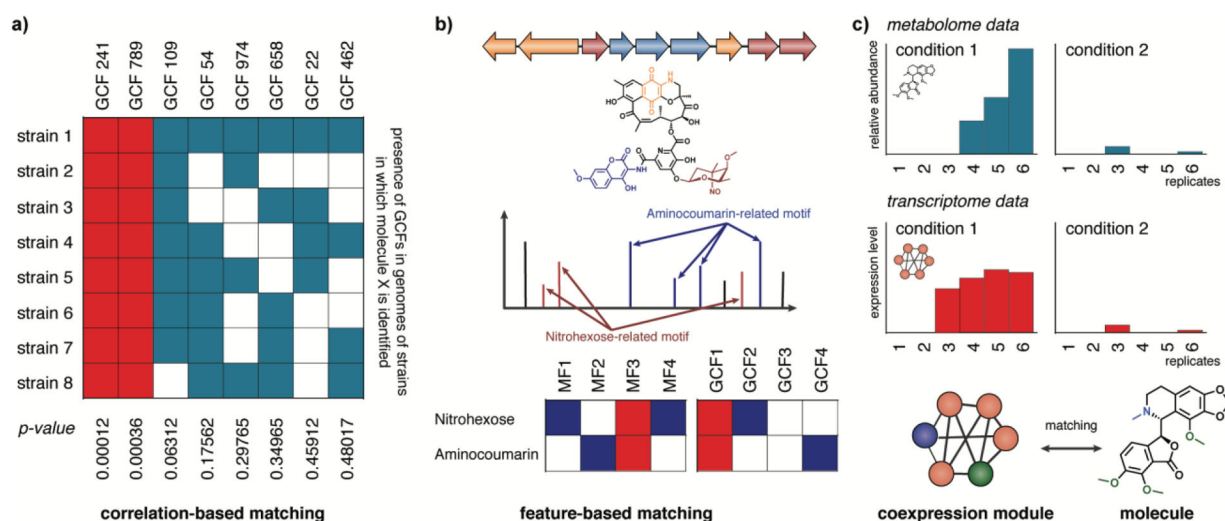 a)
GCF 241
GCF 789
GCF 109
GCF 54
GCF 974
GCF 658
GCF 22
GCF 462
strain 1
strain 2
strain 3
strain 4
strain 5
strain 6
strain 7
strain 8
presence of GCFs in genomes of strains
in which molecule X is identified
p-value
0.000012
0.00036
0.06312
0.17562
0.29765
0.34965
0.45912
0.48017
correlation-based matching
b)
Aminocoumarin-related motif
Nitrohexose-related motif
MF1
MF2
MF3
MF4
GCF1
GCF2
GCF3
GCF4
Nitrohexose
Aminocoumarin
feature-based matching
c)
metabolome data
condition 1
condition 2
relative abundance
1 2 3 4 5 6
1 2 3 4 5 6
replicates
transcriptome data
condition 1
condition 2
expression level
1 2 3 4 5 6
1 2 3 4 5 6
replicates
matching
coexpression module
molecule